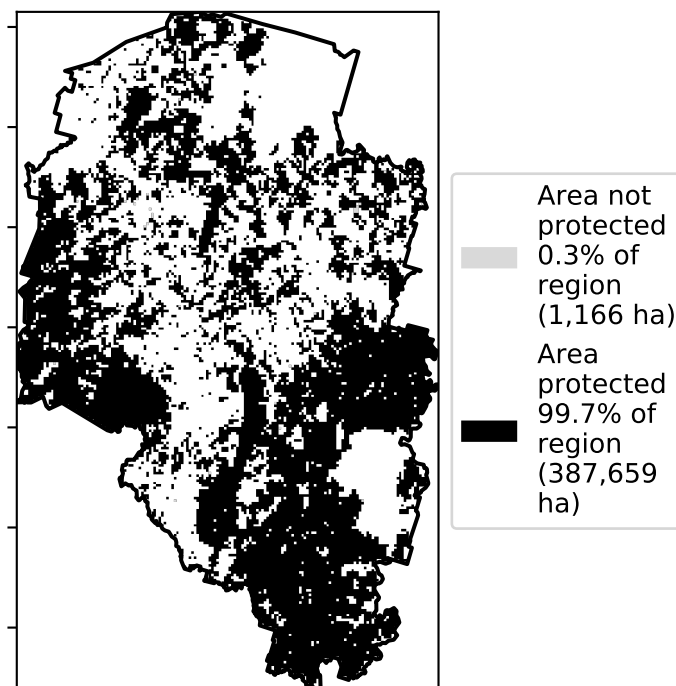 Area not
protected
0.3% of
region
(1,166 ha)
Area
protected
99.7% of
region
(387,659
ha)